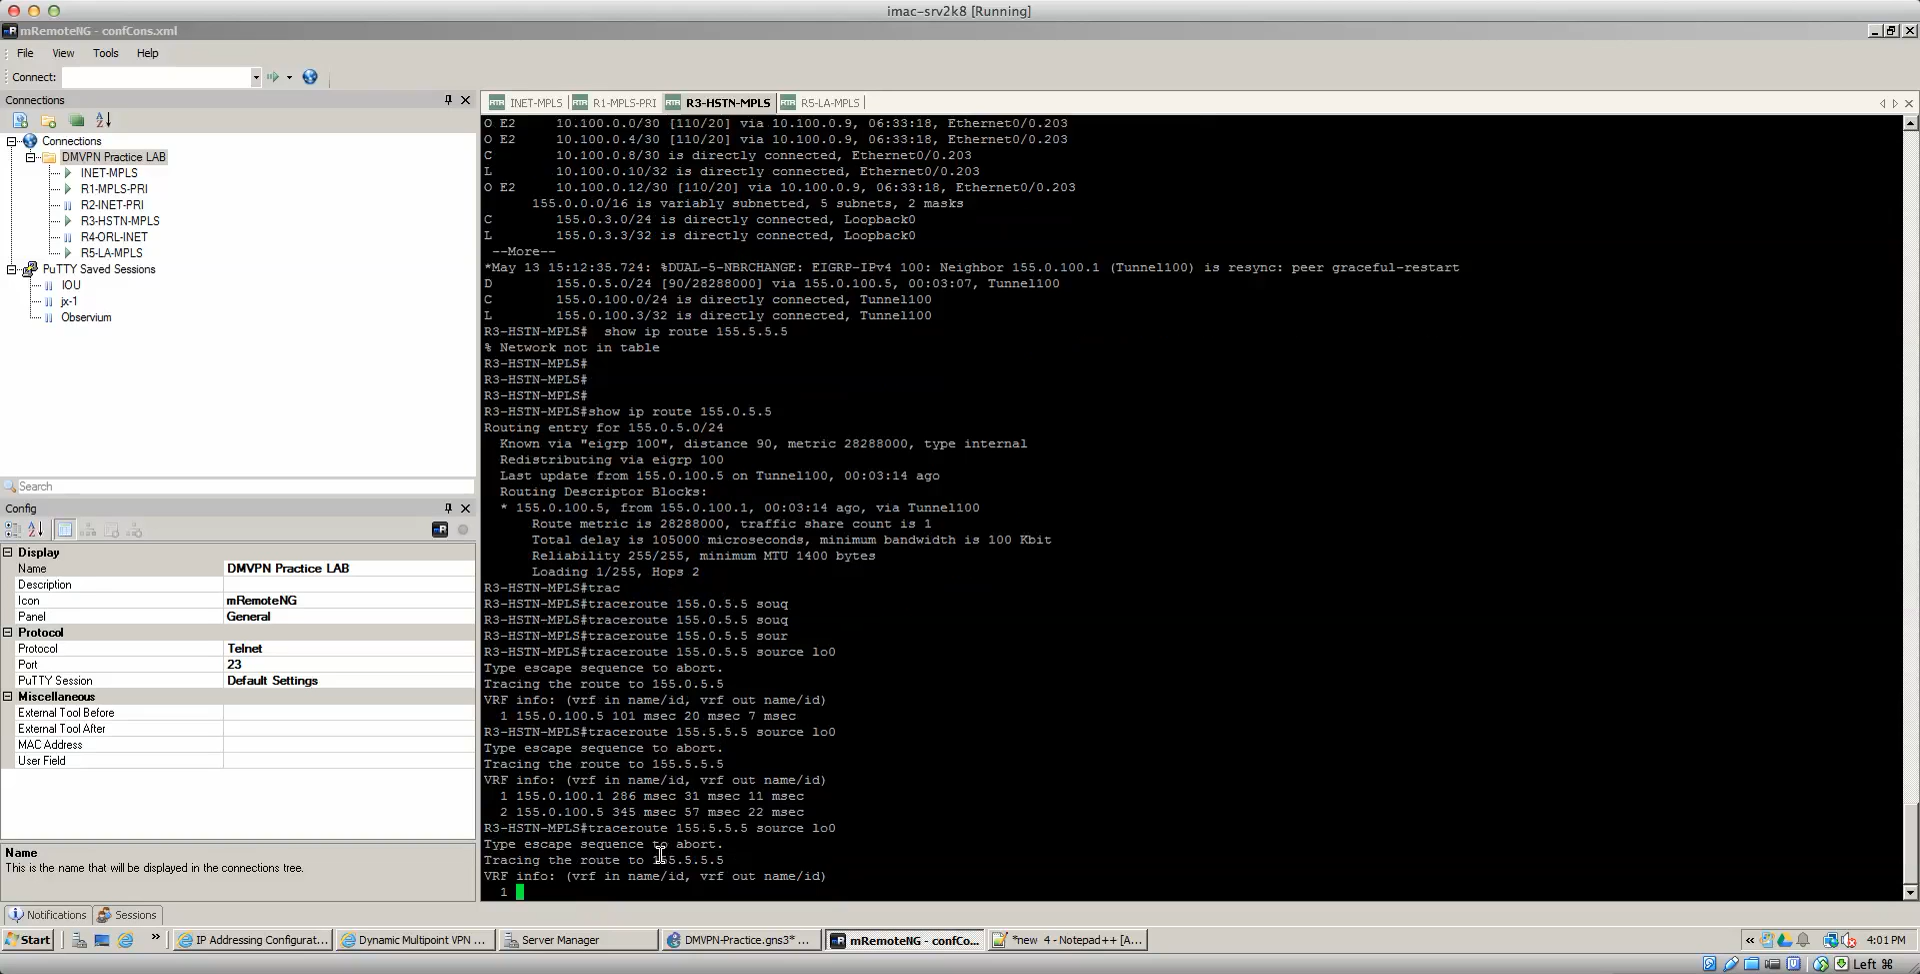 imac-srv2k8 [Running]
mRemoteNG - confCons.xml
File View Tools Help
Connect:
Connections
Connections
DMVPN Practice LAB
INET-MPLS
R1-MPLS-PRI
R2-INET-PRI
R3-HSTN-MPLS
R4-ORL-INET
R5-LA-MPLS
PuTTY Saved Sessions
IOU
jx-1
Observium
Search
Config
Display
Name DMVPN Practice LAB
Description
Icon mRemoteNG
Panel General
Protocol
Protocol Telnet
Port 23
PuTTY Session Default Settings
Miscellaneous
External Tool Before
External Tool After
MAC Address
User Field
Name
This is the name that will be displayed in the connections tree.
Notifications Sessions
INET-MPLS R1-MPLS-PRI R3-HSTN-MPLS R5-LA-MPLS
O E2 10.100.0.0/30 [110/20] via 10.100.0.9, 06:33:18, Ethernet0/0.203
O E2 10.100.0.4/30 [110/20] via 10.100.0.9, 06:33:18, Ethernet0/0.203
C 10.100.0.8/30 is directly connected, Ethernet0/0.203
L 10.100.0.10/32 is directly connected, Ethernet0/0.203
O E2 10.100.0.12/30 [110/20] via 10.100.0.9, 06:33:18, Ethernet0/0.203
155.0.0.0/16 is variably subnetted, 5 subnets, 2 masks
C 155.0.3.0/24 is directly connected, Loopback0
L 155.0.3.3/32 is directly connected, Loopback0
--More--
*May 13 15:12:35.724: %DUAL-5-NBRCHANGE: EIGRP-IPv4 100: Neighbor 155.0.100.1 (Tunnel100) is resync: peer graceful-restart
D 155.0.5.0/24 [90/28288000] via 155.0.100.5, 00:03:07, Tunnel100
C 155.0.100.0/24 is directly connected, Tunnel100
L 155.0.100.3/32 is directly connected, Tunnel100
R3-HSTN-MPLS# show ip route 155.5.5.5
% Network not in table
R3-HSTN-MPLS#
R3-HSTN-MPLS#
R3-HSTN-MPLS#
R3-HSTN-MPLS#show ip route 155.0.5.5
Routing entry for 155.0.5.0/24
Known via "eigrp 100", distance 90, metric 28288000, type internal
Redistributing via eigrp 100
Last update from 155.0.100.5 on Tunnel100, 00:03:14 ago
Routing Descriptor Blocks:
* 155.0.100.5, from 155.0.100.1, 00:03:14 ago, via Tunnel100
Route metric is 28288000, traffic share count is 1
Total delay is 105000 microseconds, minimum bandwidth is 100 Kbit
Reliability 255/255, minimum MTU 1400 bytes
Loading 1/255, Hops 2
R3-HSTN-MPLS#trac
R3-HSTN-MPLS#traceroute 155.0.5.5 souq
R3-HSTN-MPLS#traceroute 155.0.5.5 souq
R3-HSTN-MPLS#traceroute 155.0.5.5 sour
R3-HSTN-MPLS#traceroute 155.0.5.5 source lo0
Type escape sequence to abort.
Tracing the route to 155.0.5.5
VRF info: (vrf in name/id, vrf out name/id)
1 155.0.100.5 101 msec 20 msec 7 msec
R3-HSTN-MPLS#traceroute 155.5.5.5 source lo0
Type escape sequence to abort.
Tracing the route to 155.5.5.5
VRF info: (vrf in name/id, vrf out name/id)
1 155.0.100.1 286 msec 31 msec 11 msec
2 155.0.100.5 345 msec 57 msec 22 msec
R3-HSTN-MPLS#traceroute 155.5.5.5 source lo0
Type escape sequence to abort.
Tracing the route to 155.5.5.5
VRF info: (vrf in name/id, vrf out name/id)
1
Start IP Addressing Configurat... Dynamic Multipoint VPN ... Server Manager DMVPN-Practice.gns3* ... mRemoteNG - confCo... *new 4 - Notepad++ [A... 4:01 PM
Left ⌘